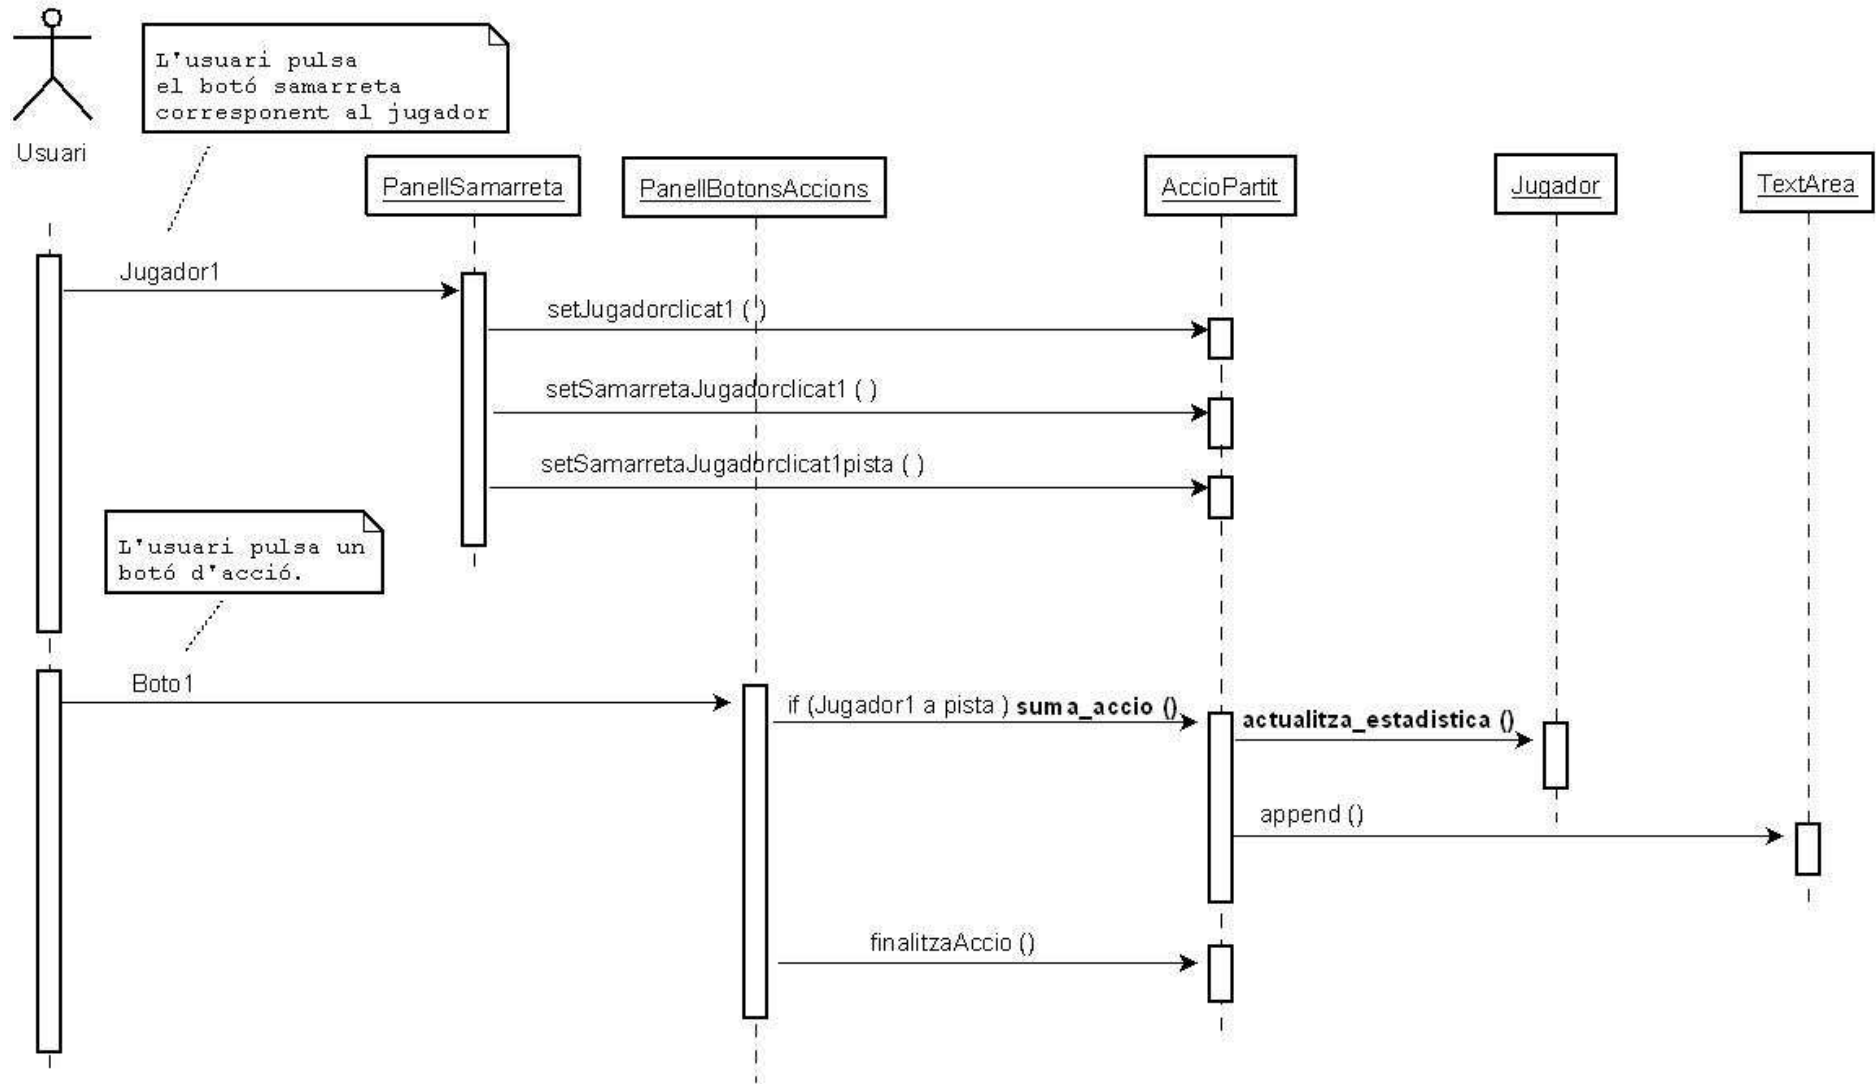 L'usuari pulsa
el botó samarreta
corresponent al jugador
Usuari
PanellSamarreta
PanellBotonsAccions
AccioPartit
Jugador
TextArea
Jugador1
setJugadorclicat1 ( )
setSamarretaJugadorclicat1 ( )
setSamarretaJugadorclicat1pista ( )
L'usuari pulsa un
botó d'acció.
Boto1
if (Jugador1 a pista ) suma_accio ()
actualitza_estadistica ()
append ()
finalitzaAccio ()